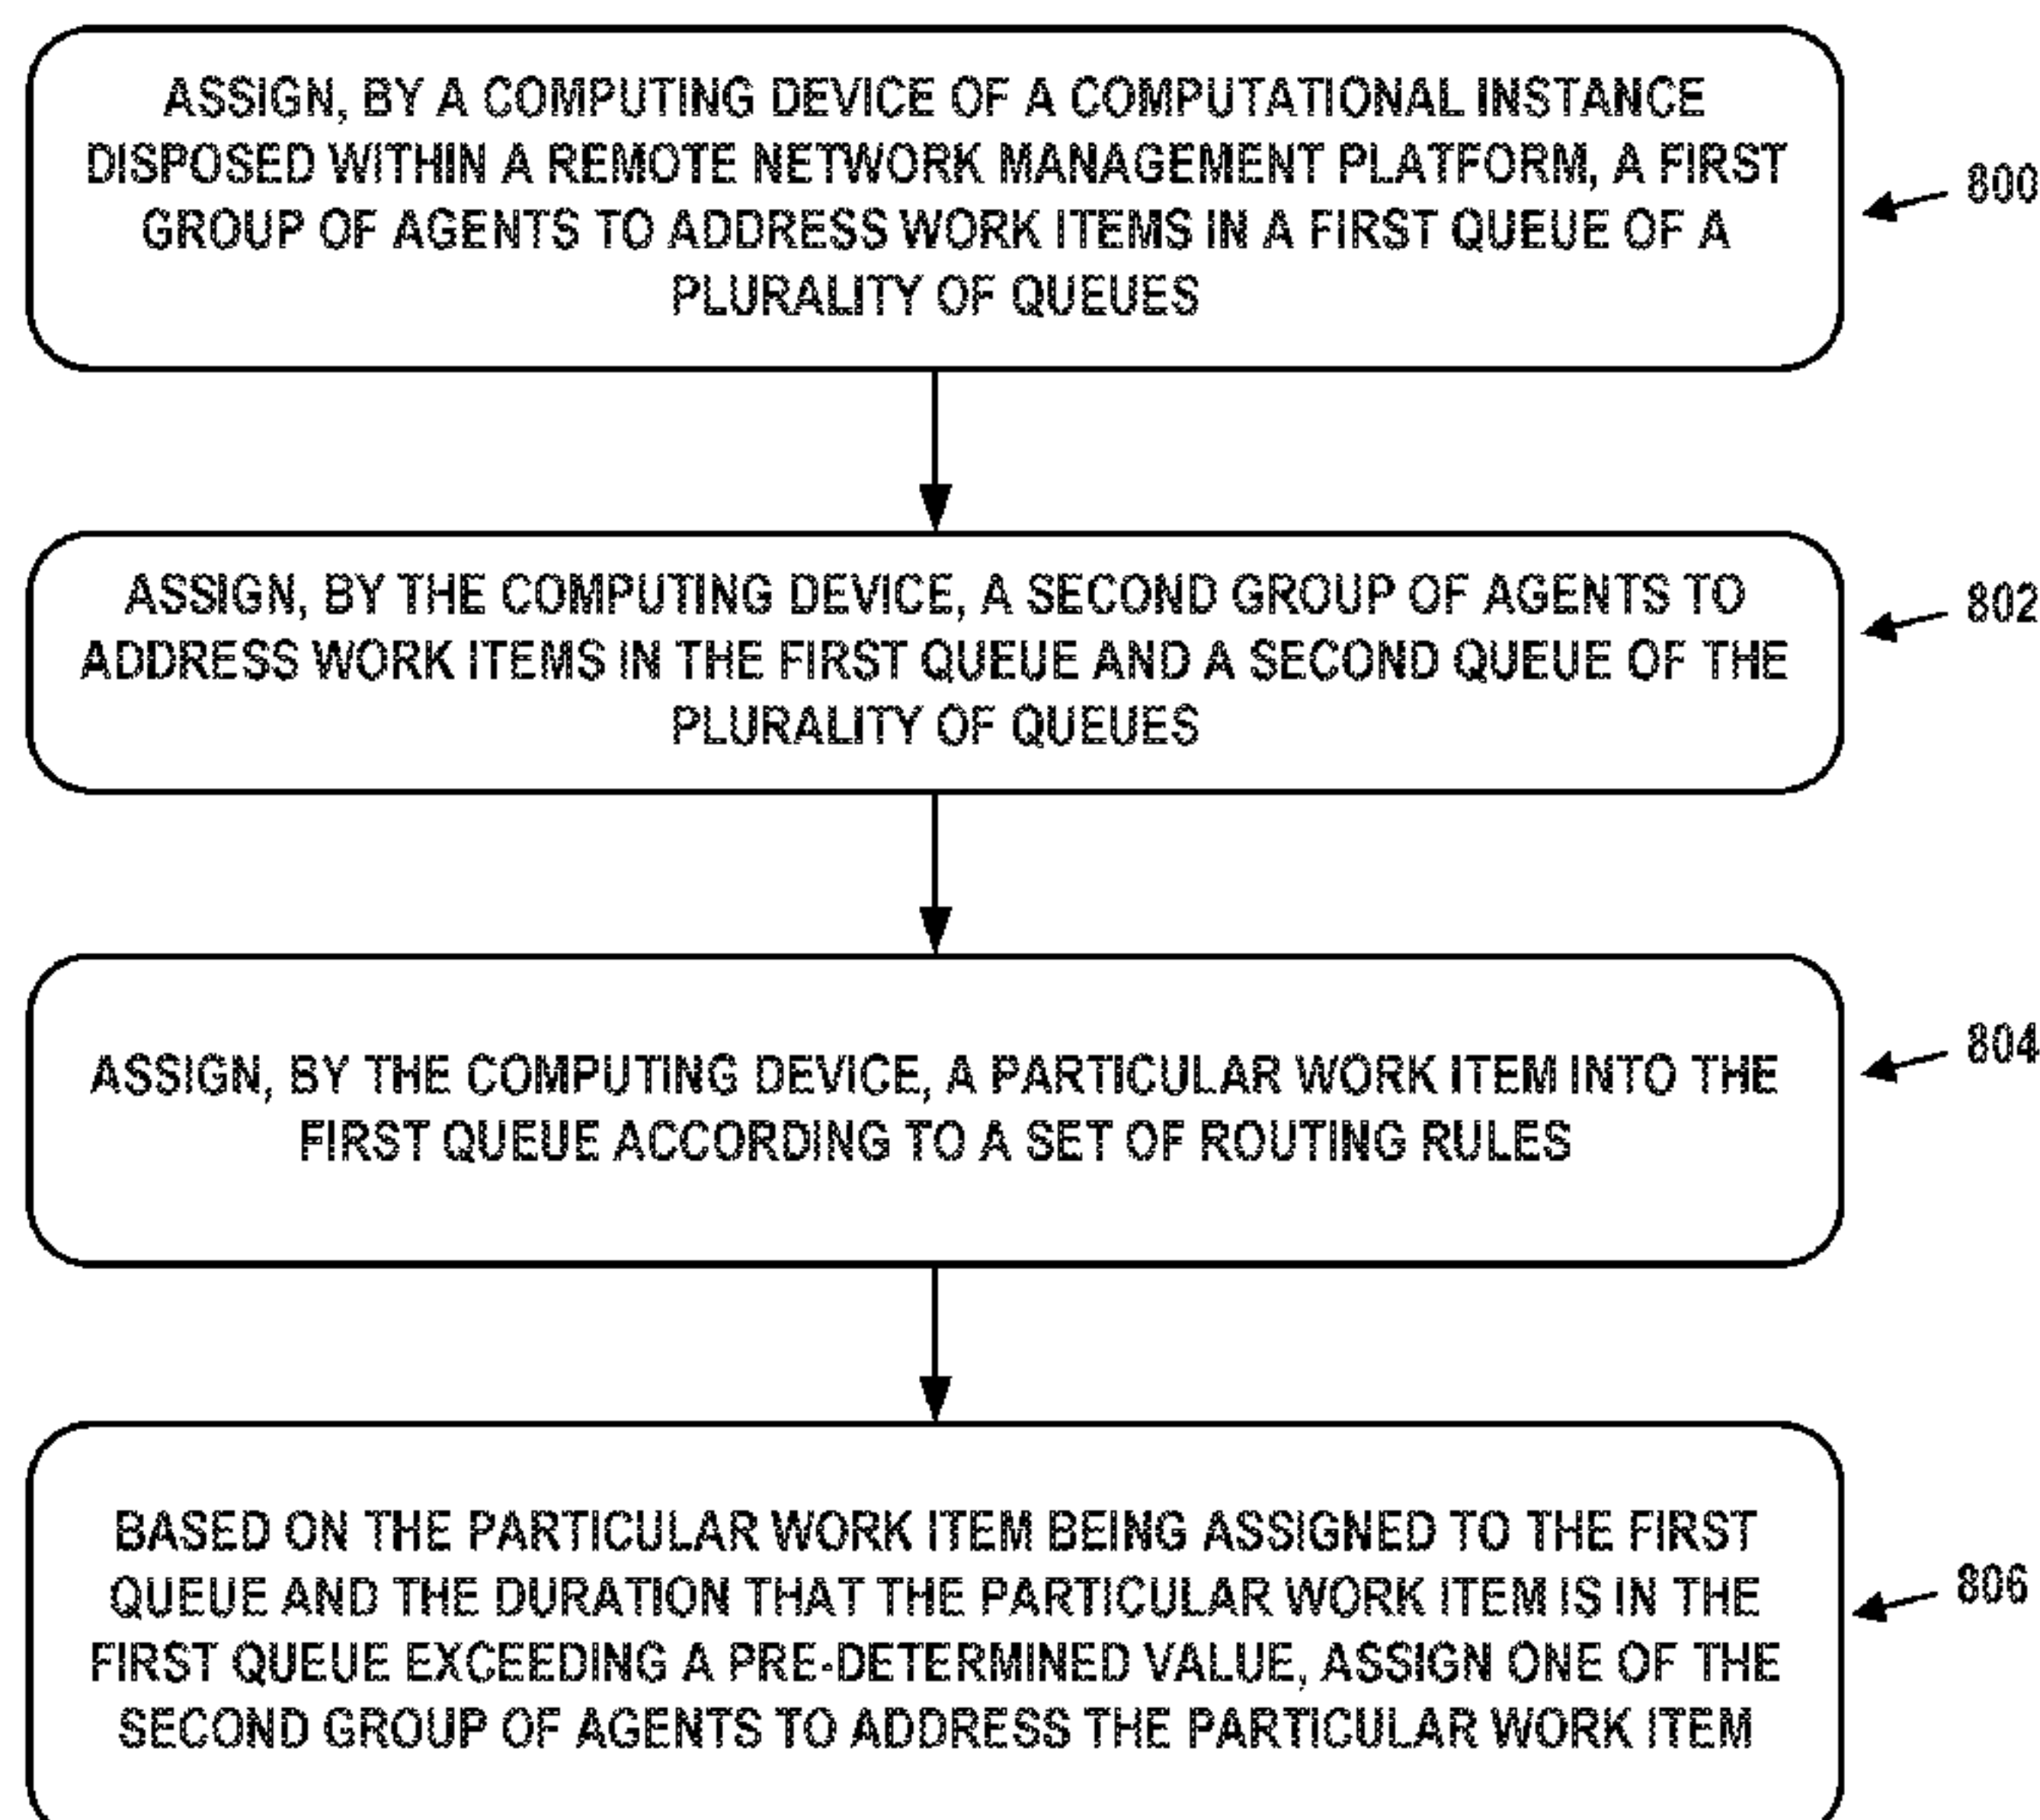 ASSIGN, BY A COMPUTING DEVICE OF A COMPUTATIONAL INSTANCE
DISPOSED WITHIN A REMOTE NETWORK MANAGEMENT PLATFORM, A FIRST
GROUP OF AGENTS TO ADDRESS WORK ITEMS IN A FIRST QUEUE OF A
PLURALITY OF QUEUES
800
ASSIGN, BY THE COMPUTING DEVICE, A SECOND GROUP OF AGENTS TO
ADDRESS WORK ITEMS IN THE FIRST QUEUE AND A SECOND QUEUE OF THE
PLURALITY OF QUEUES
802
ASSIGN, BY THE COMPUTING DEVICE, A PARTICULAR WORK ITEM INTO THE
FIRST QUEUE ACCORDING TO A SET OF ROUTING RULES
804
BASED ON THE PARTICULAR WORK ITEM BEING ASSIGNED TO THE FIRST
QUEUE AND THE DURATION THAT THE PARTICULAR WORK ITEM IS IN THE
FIRST QUEUE EXCEEDING A PRE-DETERMINED VALUE, ASSIGN ONE OF THE
SECOND GROUP OF AGENTS TO ADDRESS THE PARTICULAR WORK ITEM
806